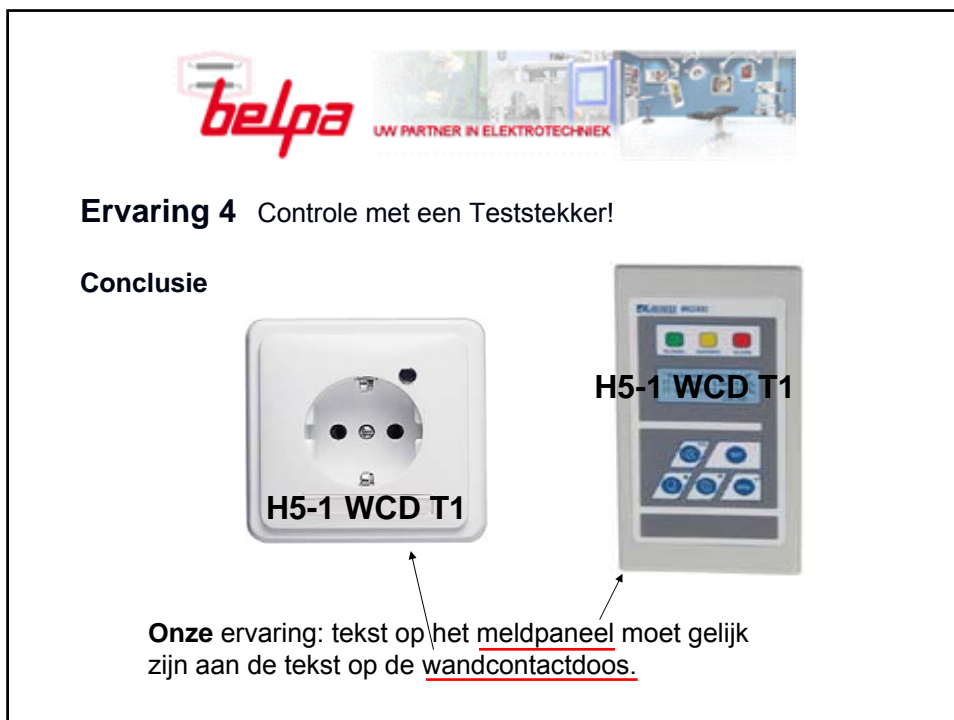 belpa
UW PARTNER IN ELEKTROTECHNIEK
Ervaring 4 Controle met een Teststekker!
Conclusie
H5-1 WCD T1
H5-1 WCD T1
Onze ervaring: tekst op het meldpaneel moet gelijk
zijn aan de tekst op de wandcontactdoos.